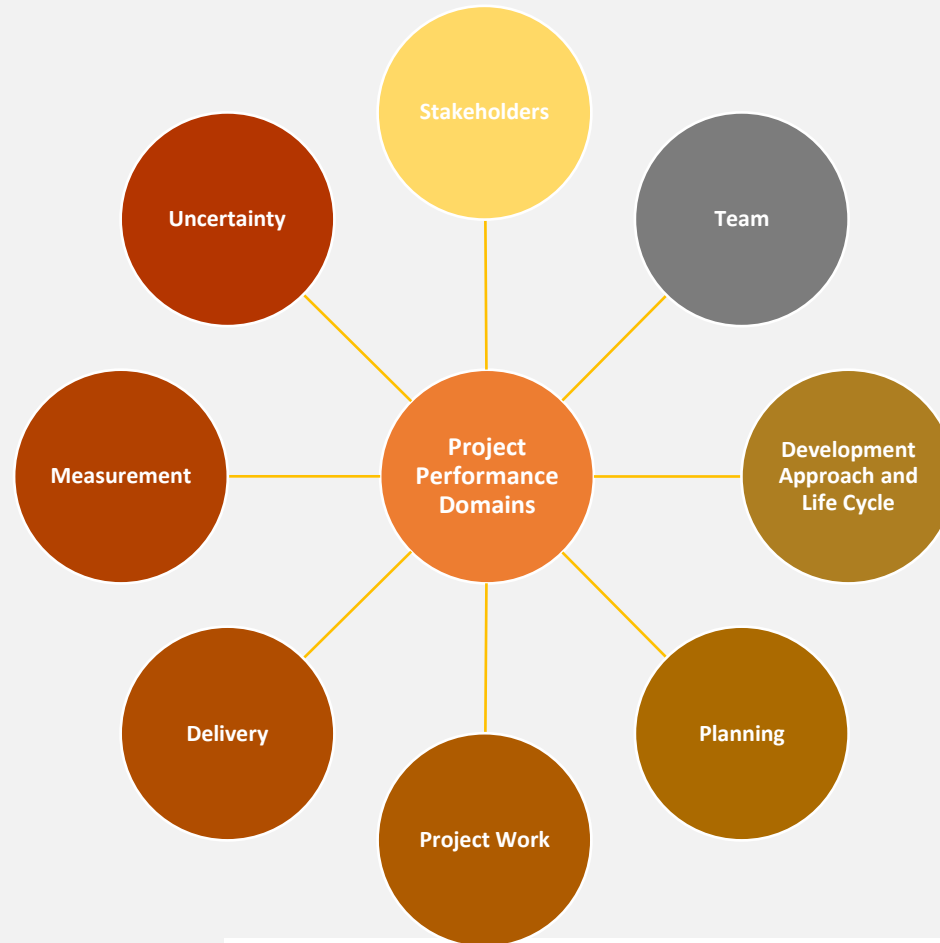 Stakeholders
Uncertainty
Team
Project
Performance
Domains
Measurement
Development
Approach and
Life Cycle
Delivery
Planning
Project Work